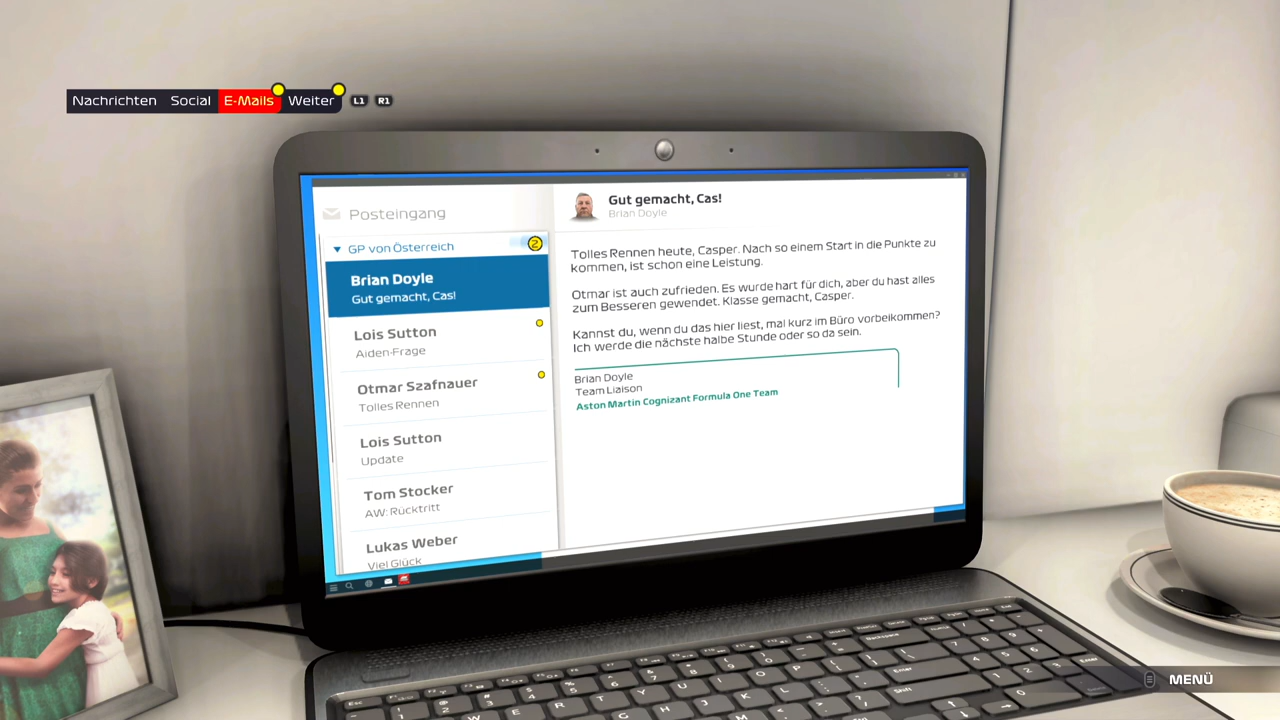 Nachrichten Social E-Mails Weiter L1 R1
Posteingang
GP von Österreich 2
Brian Doyle
Gut gemacht, Cas!
Lois Sutton
Aiden-Frage
Otmar Szafnauer
Tolles Rennen
Lois Sutton
Update
Tom Stocker
AW: Rücktritt
Lukas Weber
Viel Glück
Gut gemacht, Cas!
Brian Doyle
Tolles Rennen heute, Casper. Nach so einem Start in die Punkte zu
kommen, ist schon eine Leistung.
Otmar ist auch zufrieden. Es wurde hart für dich, aber du hast alles
zum Besseren gewendet. Klasse gemacht, Casper.
Kannst du, wenn du das hier liest, mal kurz im Büro vorbeikommen?
Ich werde die nächste halbe Stunde oder so da sein.
Brian Doyle
Team Liaison
Aston Martin Cognizant Formula One Team
MENÜ